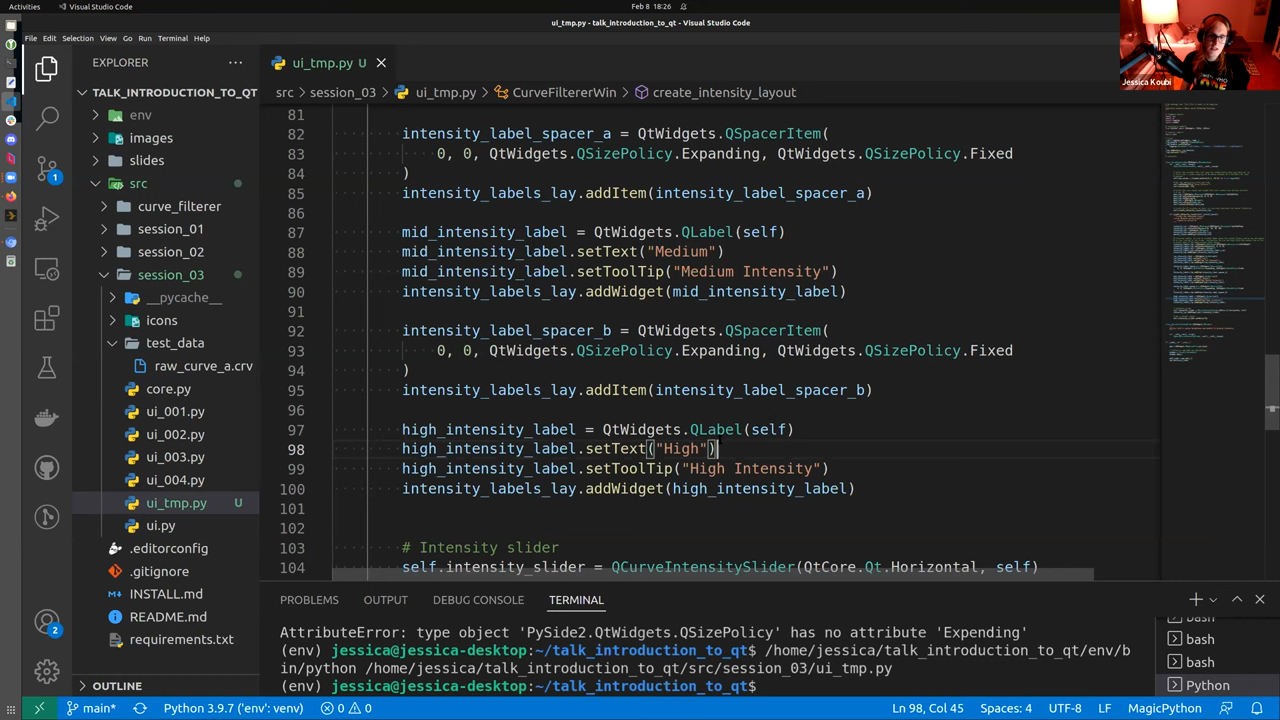 Activities
Visual Studio Code
Feb 8 18:26
ui_tmp.py - talk_introduction_to_qt - Visual Studio Code
File Edit Selection View Go Run Terminal Help
Jessica Koubi
EXPLORER
TALK_INTRODUCTION_TO_QT
env
images
slides
src
curve_filterer
session_01
session_02
session_03
__pycache__
icons
test_data
raw_curve_a.crv
core.py
ui_001.py
ui_002.py
ui_003.py
ui_004.py
ui_tmp.py U
ui.py
.editorconfig
.gitignore
INSTALL.md
README.md
requirements.txt
OUTLINE
1
2
ui_tmp.py U
src session_03 CurveFiltererWin create_intensity_layout
81
82 intensity_label_spacer_a = QtWidgets.QSpacerItem(
83 0, 0, QtWidgets.QSizePolicy.Expanding, QtWidgets.QSizePolicy.Fixed
84 )
85 intensity_labels_lay.addItem(intensity_label_spacer_a)
86
87 mid_intensity_label = QtWidgets.QLabel(self)
88 mid_intensity_label.setText("Medium")
89 mid_intensity_label.setToolTip("Medium Intensity")
90 intensity_labels_lay.addWidget(mid_intensity_label)
91
92 intensity_label_spacer_b = QtWidgets.QSpacerItem(
93 0, 0, QtWidgets.QSizePolicy.Expanding, QtWidgets.QSizePolicy.Fixed
94 )
95 intensity_labels_lay.addItem(intensity_label_spacer_b)
96
97 high_intensity_label = QtWidgets.QLabel(self)
98 high_intensity_label.setText("High")
99 high_intensity_label.setToolTip("High Intensity")
100 intensity_labels_lay.addWidget(high_intensity_label)
101
102
103 # Intensity slider
104 self.intensity_slider = QCurveIntensitySlider(QtCore.Qt.Horizontal, self)
PROBLEMS OUTPUT DEBUG CONSOLE TERMINAL
AttributeError: type object 'PySide2.QtWidgets.QSizePolicy' has no attribute 'Expending'
(env) jessica@jessica-desktop:~/talk_introduction_to_qt$ /home/jessica/talk_introduction_to_qt/env/b
in/python /home/jessica/talk_introduction_to_qt/src/session_03/ui_tmp.py
(env) jessica@jessica-desktop:~/talk_introduction_to_qt$
bash
bash
bash
Python
main* Python 3.9.7 ('env': venv) 0 0 Ln 98, Col 45 Spaces: 4 UTF-8 LF MagicPython